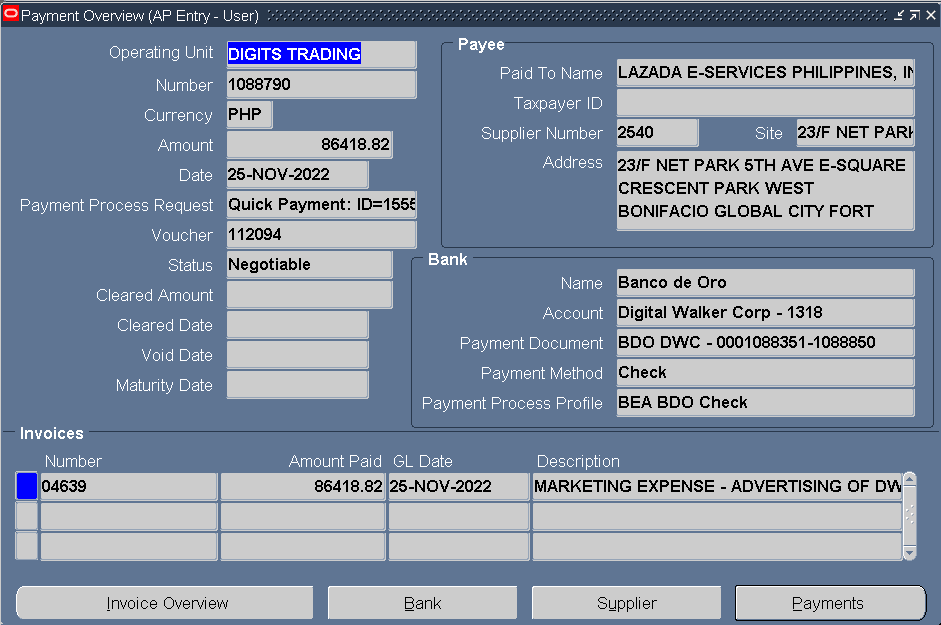 Payment Overview (AP Entry - User)
Operating Unit DIGITS TRADING
Number 1088790
Currency PHP
Amount 86418.82
Date 25-NOV-2022
Payment Process Request Quick Payment: ID=1555
Voucher 112094
Status Negotiable
Cleared Amount
Cleared Date
Void Date
Maturity Date
Payee
Paid To Name LAZADA E-SERVICES PHILIPPINES, IN
Taxpayer ID
Supplier Number 2540 Site 23/F NET PARK
Address 23/F NET PARK 5TH AVE E-SQUARE
CRESCENT PARK WEST
BONIFACIO GLOBAL CITY FORT
Bank
Name Banco de Oro
Account Digital Walker Corp - 1318
Payment Document BDO DWC - 0001088351-1088850
Payment Method Check
Payment Process Profile BEA BDO Check
Invoices
Number Amount Paid GL Date Description
04639 86418.82 25-NOV-2022 MARKETING EXPENSE - ADVERTISING OF DW
Invoice Overview Bank Supplier Payments